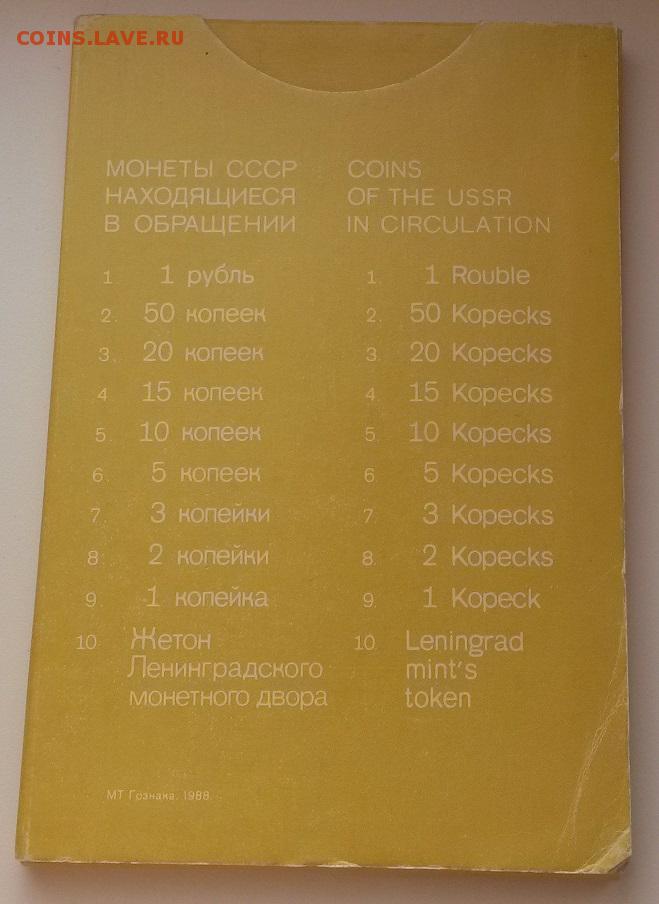 COINS.LAVE.RU
МОНЕТЫ СССР
НАХОДЯЩИЕСЯ
В ОБРАЩЕНИИ
1 1 рубль
2. 50 копеек
3. 20 копеек
4 15 копеек
5. 10 копеек
6. 5 копеек
7. 3 копейки
8 2 копейки
9. 1 копейка
10 Жетон
Ленинградского
монетного двора
МТ Гознака. 1988.
COINS
OF THE USSR
IN CIRCULATION
1. 1 Rouble
2. 50 Kopecks
3. 20 Kopecks
4. 15 Kopecks
5. 10 Kopecks
6. 5 Kopecks
7. 3 Kopecks
8. 2 Kopecks
9. 1 Kopeck
10. Leningrad
mint's
token